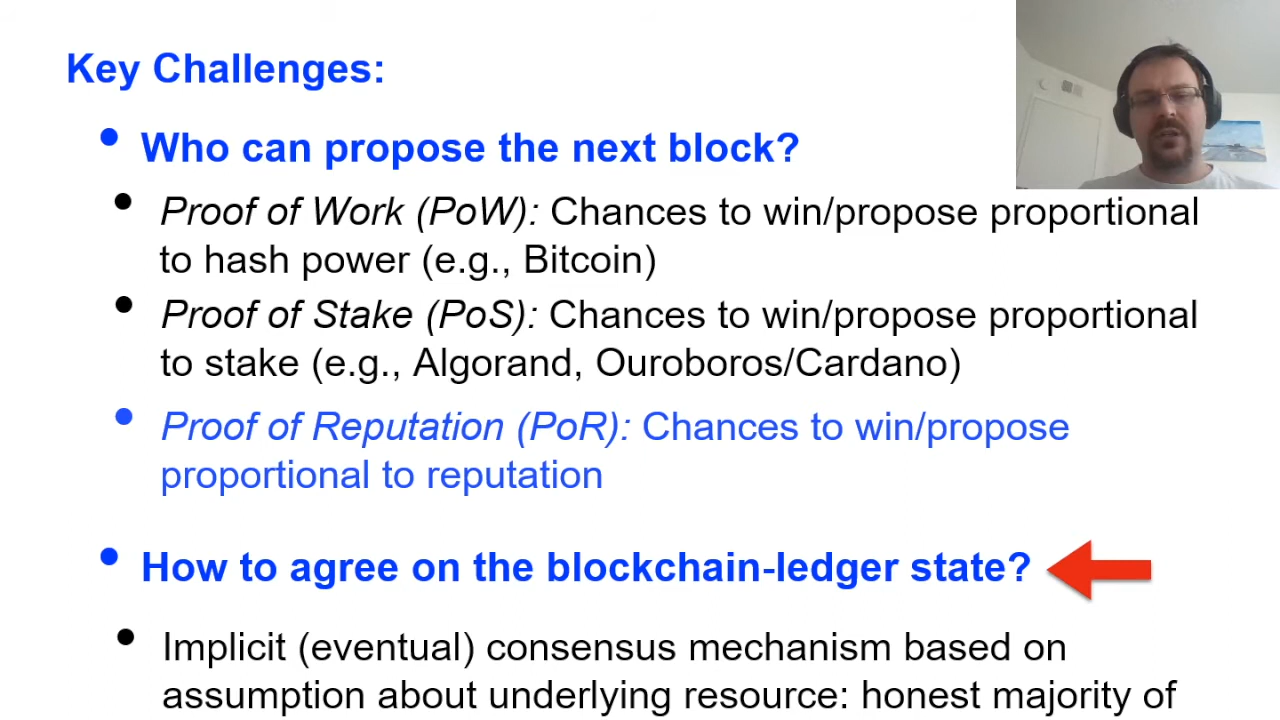 Key Challenges:
• Who can propose the next block?
• Proof of Work (PoW): Chances to win/propose proportional
to hash power (e.g., Bitcoin)
• Proof of Stake (PoS): Chances to win/propose proportional
to stake (e.g., Algorand, Ouroboros/Cardano)
• Proof of Reputation (PoR): Chances to win/propose
proportional to reputation
• How to agree on the blockchain-ledger state?
• Implicit (eventual) consensus mechanism based on
assumption about underlying resource: honest majority of